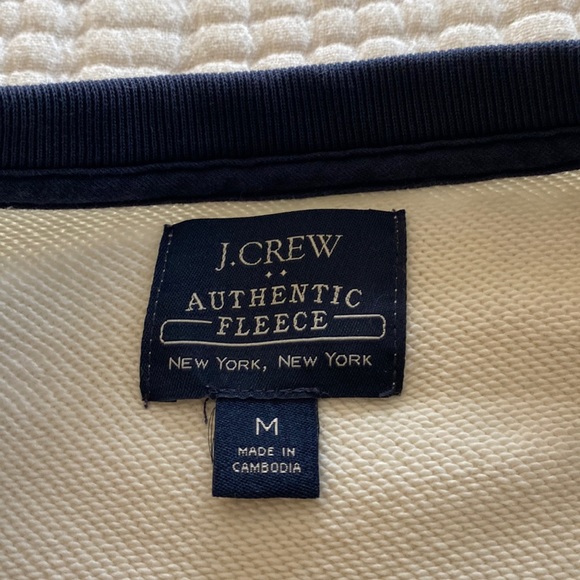 J.CREW
AUTHENTIC
FLEECE
NEW YORK, NEW YORK
M
MADE IN
CAMBODIA